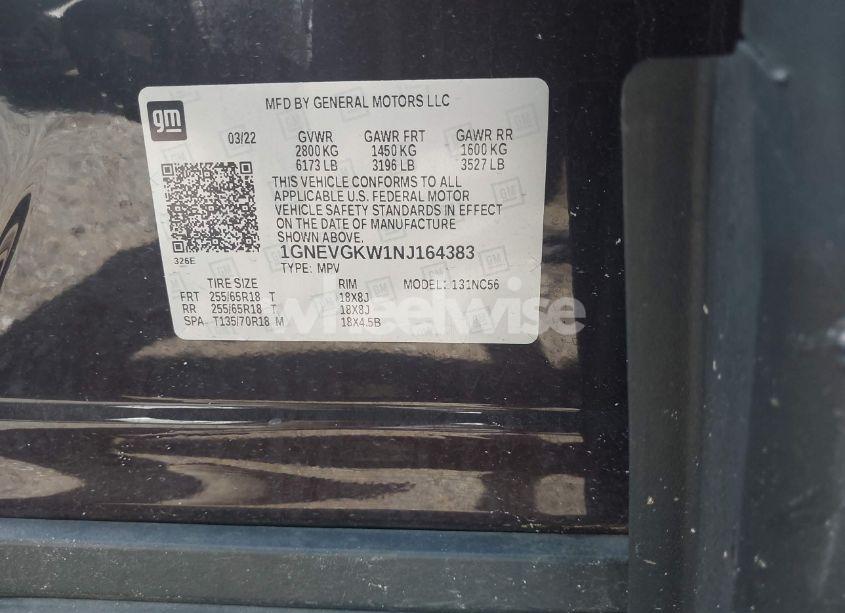 gm
MFD BY GENERAL MOTORS LLC
03/22 GVWR GAWR FRT GAWR RR
2800 KG 1450 KG 1600 KG
6173 LB 3196 LB 3527 LB
THIS VEHICLE CONFORMS TO ALL
APPLICABLE U.S. FEDERAL MOTOR
VEHICLE SAFETY STANDARDS IN EFFECT
ON THE DATE OF MANUFACTURE
SHOWN ABOVE.
326E
1GNEVGKW1NJ164383
TYPE: MPV
TIRE SIZE RIM MODEL: 131NC56
FRT 255/65R18 T 18X8J
RR 255/65R18 T 18X8J
SPA T135/70R18 M 18X4.5B
wheelwise